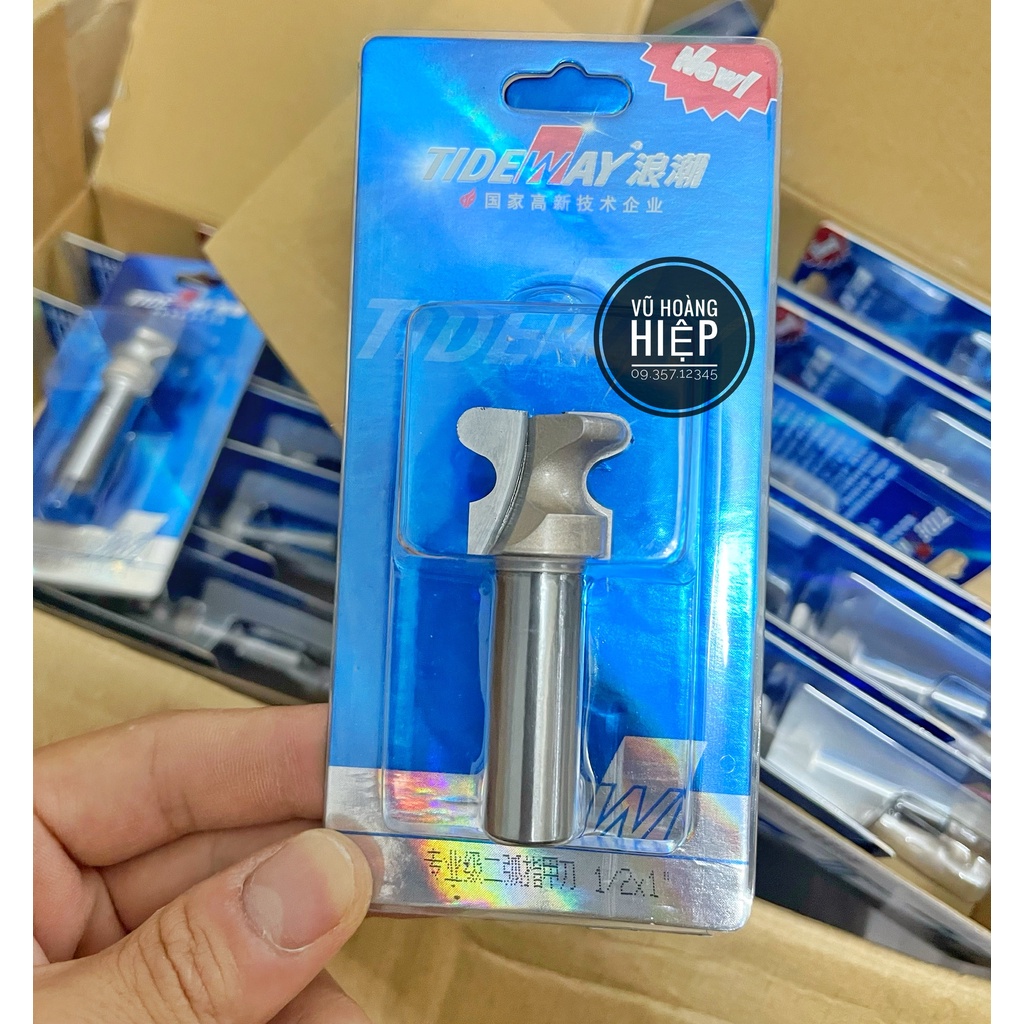 New!
TIDEWAY® 浪潮
国家高新技术企业
VŨ HOÀNG
HIỆP
09.357.12345
专业级二弧指甲刀 1/2x1"